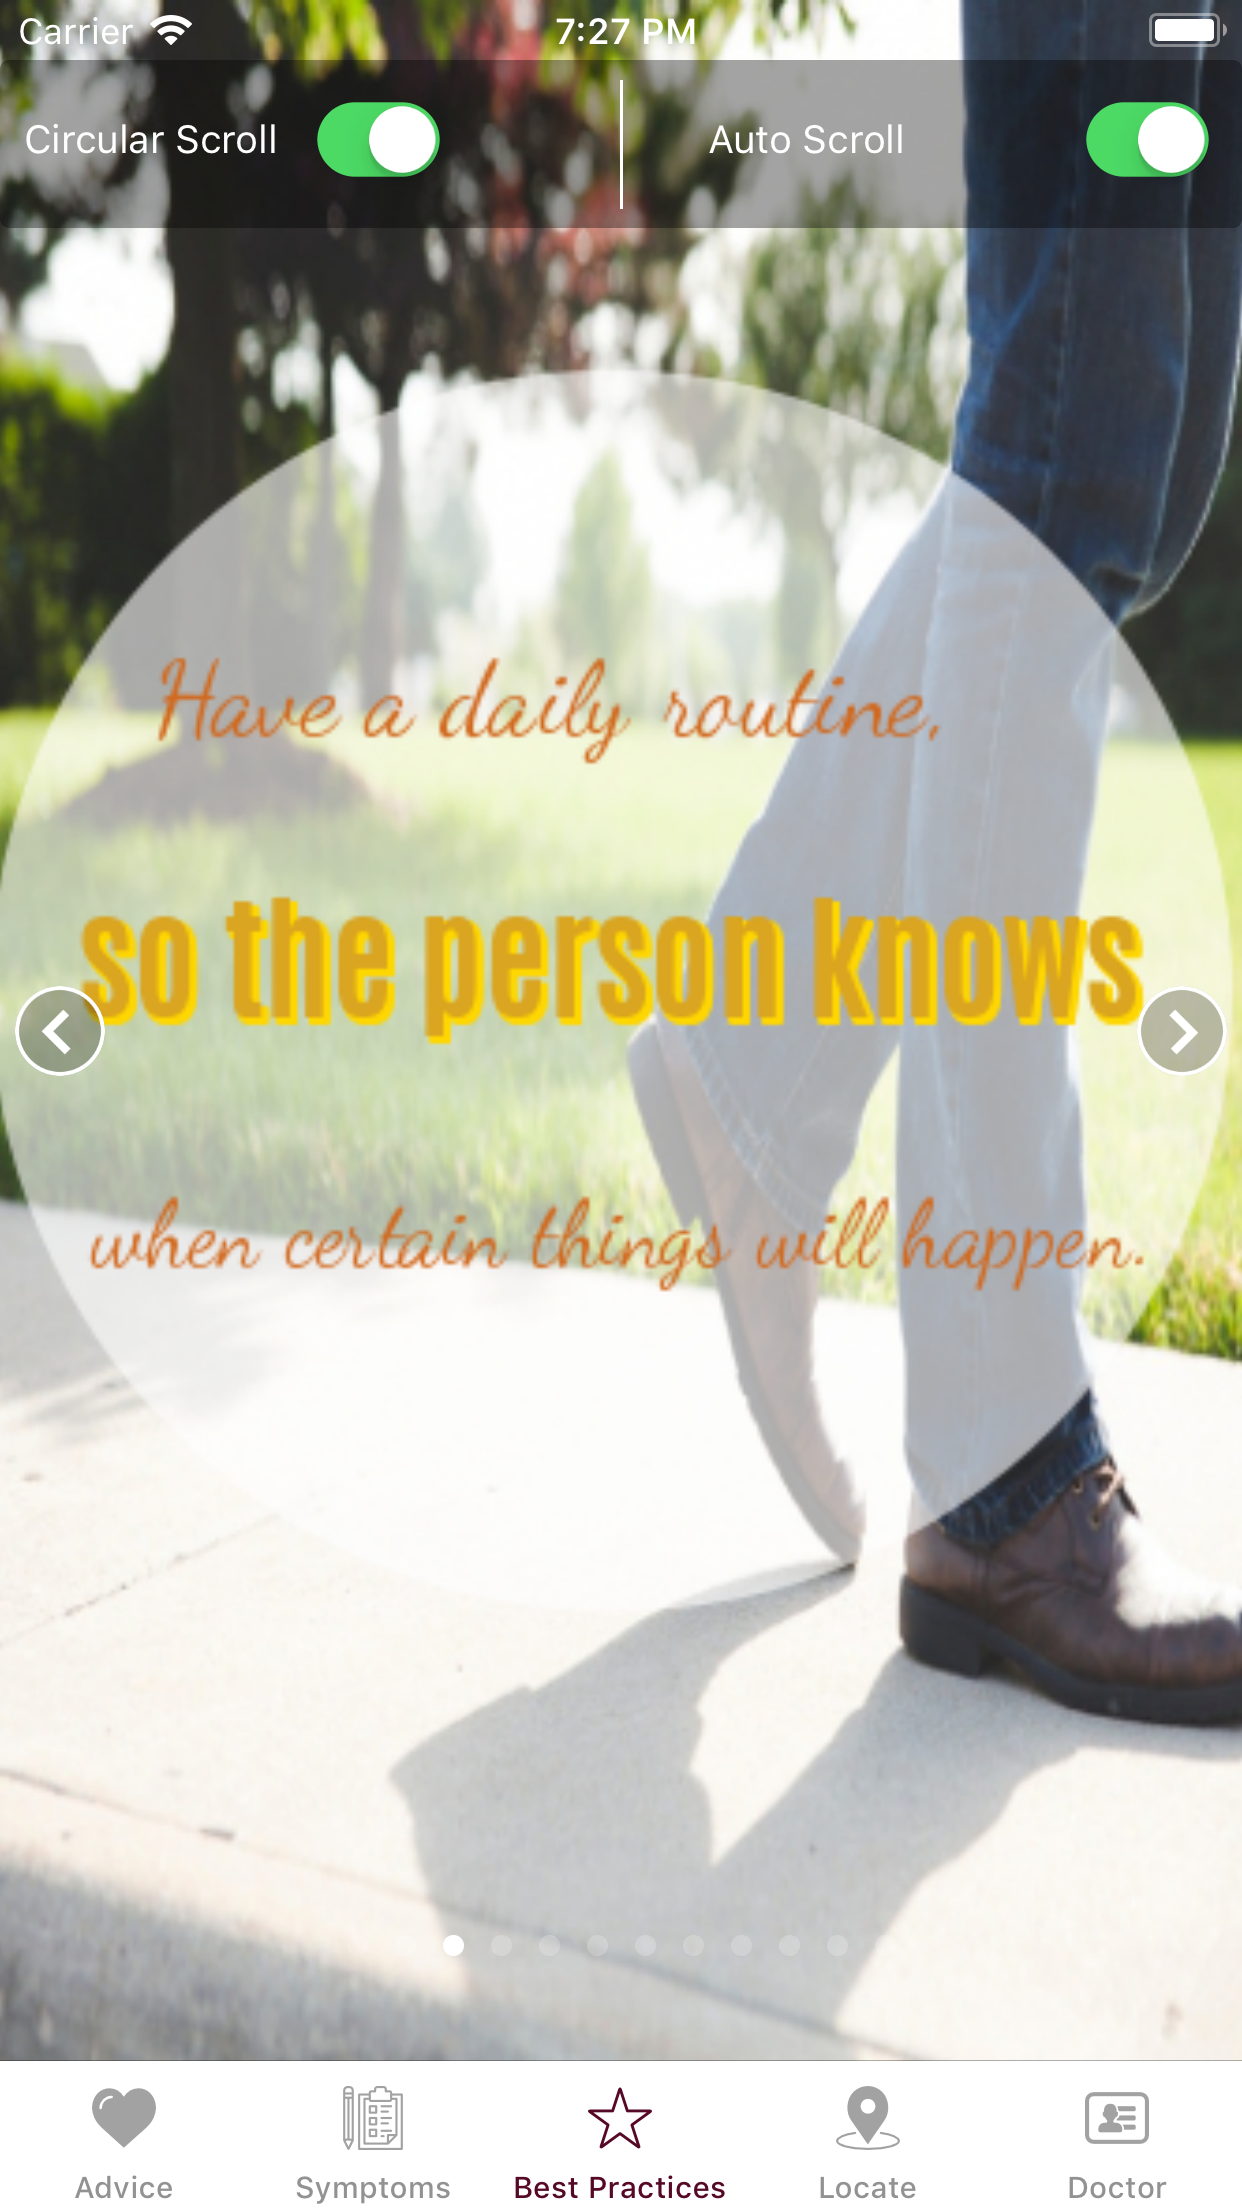 Carrier 7:27 PM
Circular Scroll Auto Scroll
Have a daily routine,
so the person knows
when certain things will happen.
Advice Symptoms Best Practices Locate Doctor